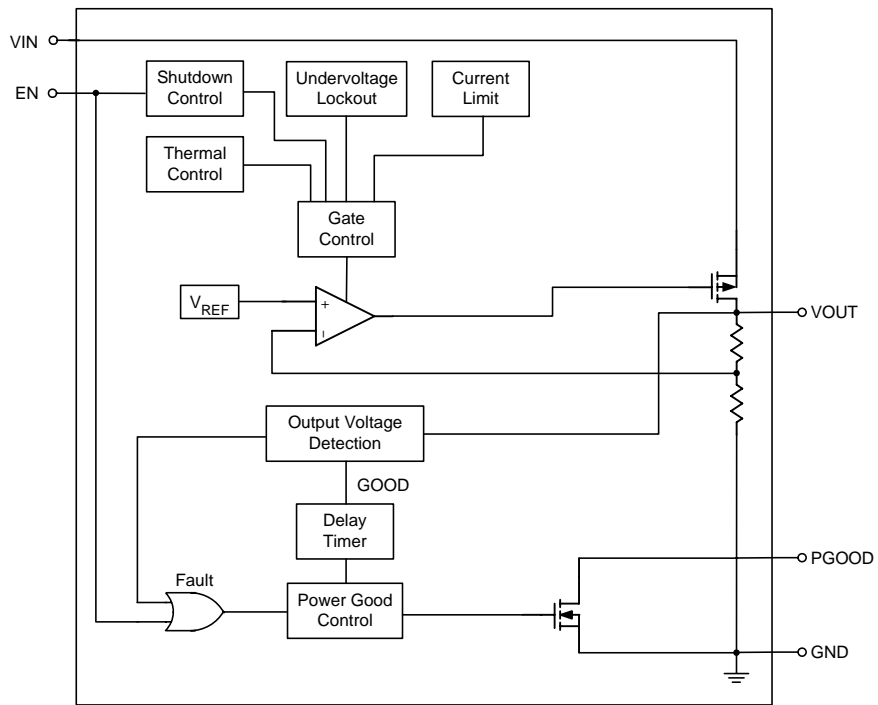 VIN
EN
Shutdown
Control
Undervoltage
Lockout
Current
Limit
Thermal
Control
Gate
Control
VREF
+
–
VOUT
Output Voltage
Detection
GOOD
Delay
Timer
Fault
Power Good
Control
PGOOD
GND